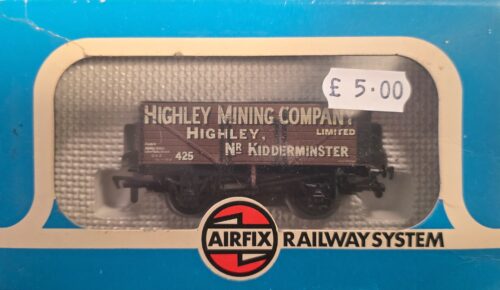 £ 5.00
HIGHLEY MINING COMPANY
HIGHLEY, LIMITED
NR KIDDERMINSTER
425
AIRFIX RAILWAY SYSTEM